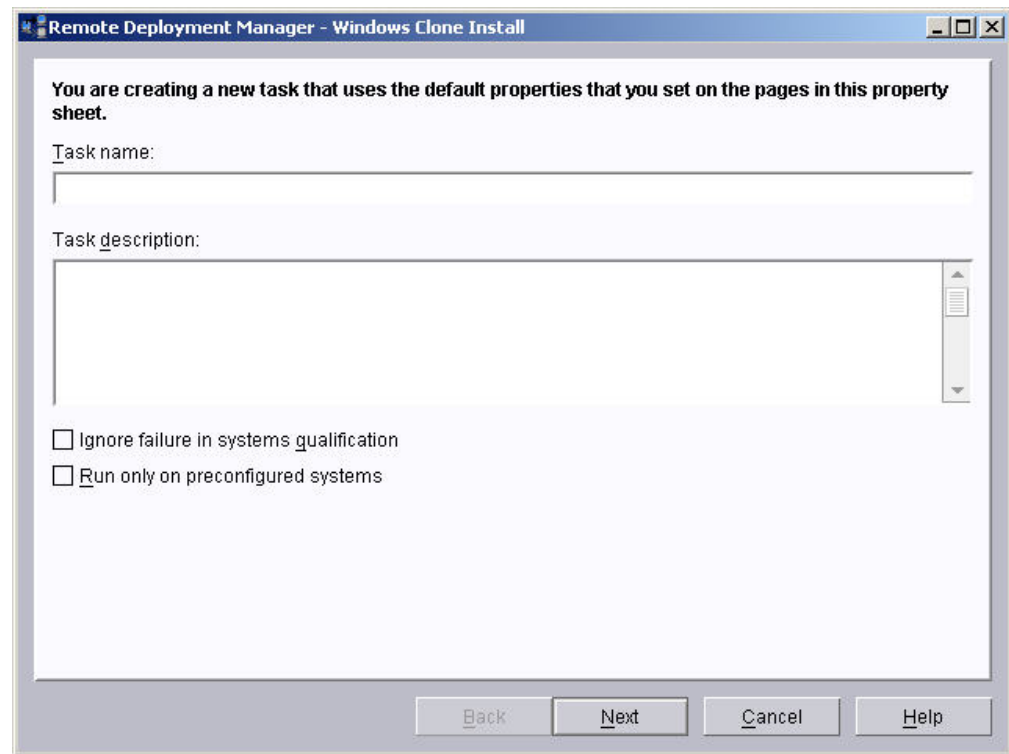 Remote Deployment Manager - Windows Clone Install
You are creating a new task that uses the default properties that you set on the pages in this property
sheet.
Task name:
Task description:
Ignore failure in systems qualification
Run only on preconfigured systems
Back Next Cancel Help